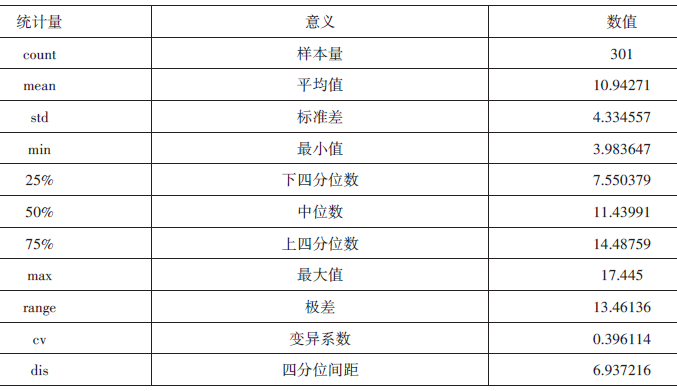 统计量 意义 数值
count 样本量 301
mean 平均值 10.94271
std 标准差 4.334557
min 最小值 3.983647
25% 下四分位数 7.550379
50% 中位数 11.43991
75% 上四分位数 14.48759
max 最大值 17.445
range 极差 13.46136
cv 变异系数 0.396114
dis 四分位间距 6.937216